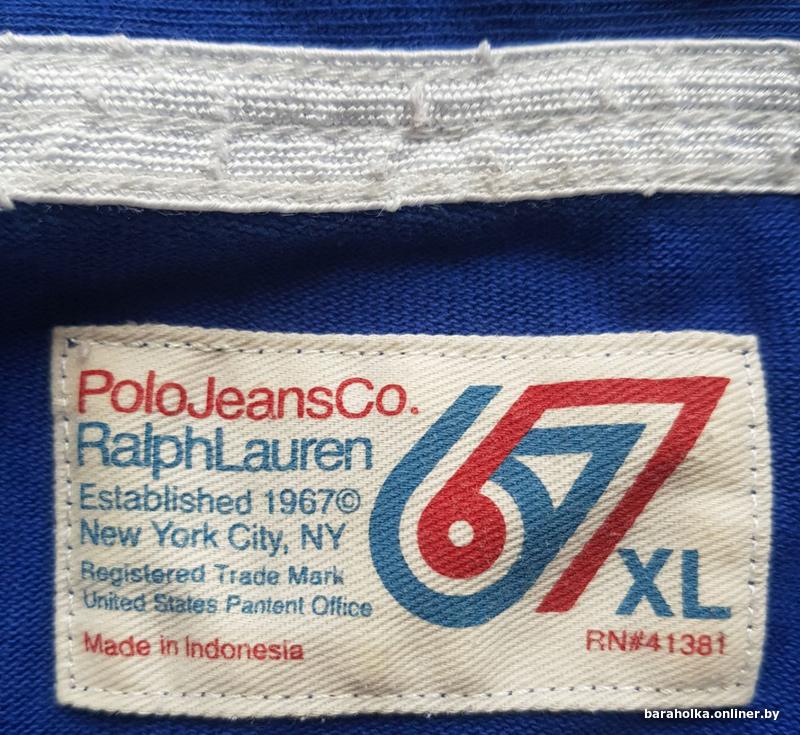 PoloJeansCo.
RalphLauren
Established 1967©
New York City, NY
Registered Trade Mark
United States Pantent Office
Made in Indonesia
67
XL
RN#41381
baraholka.onliner.by